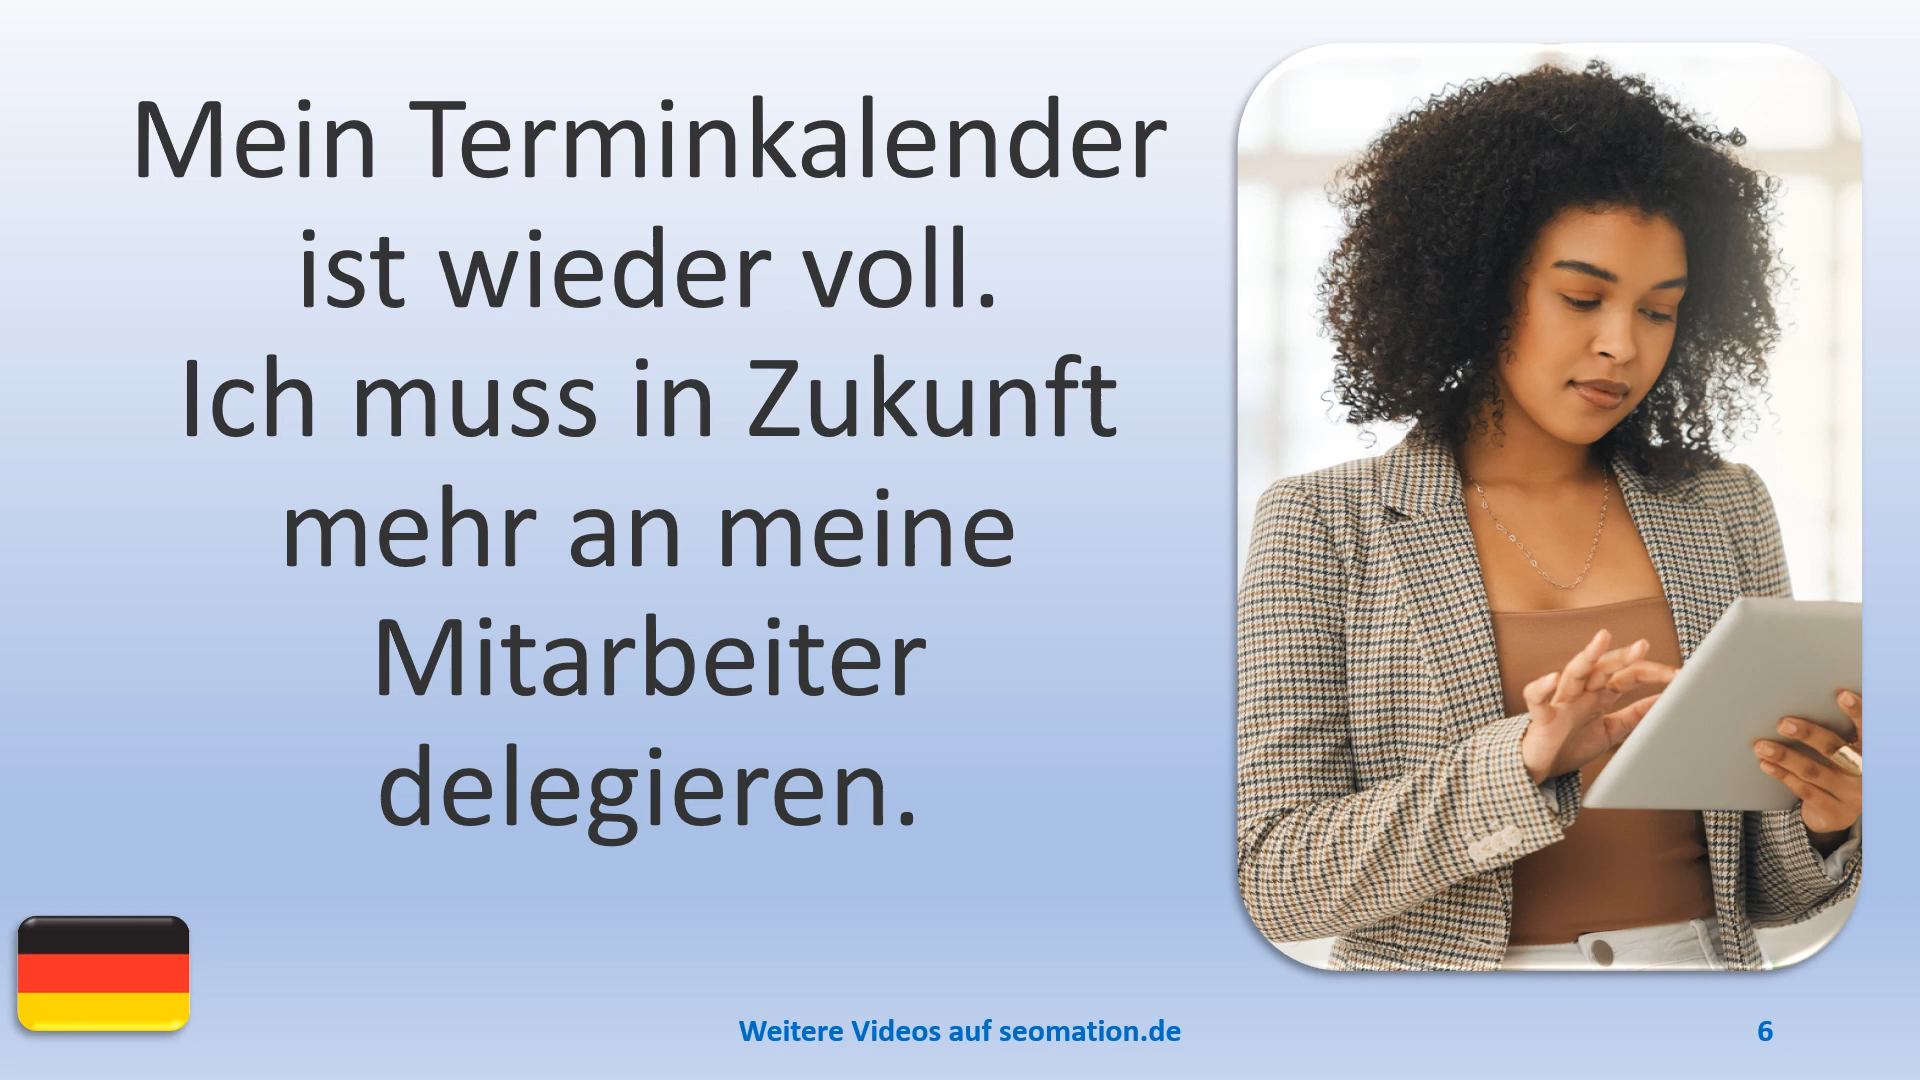 Mein Terminkalender
ist wieder voll.
Ich muss in Zukunft
mehr an meine
Mitarbeiter
delegieren.
Weitere Videos auf seomation.de
6